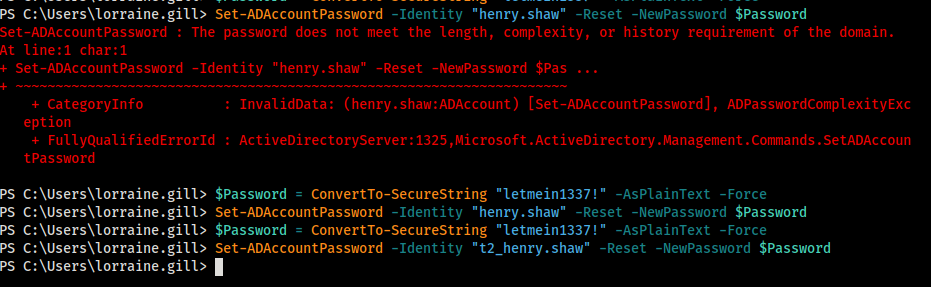 PS C:\Users\lorraine.gill> Set-ADAccountPassword -Identity "henry.shaw" -Reset -NewPassword $Password
Set-ADAccountPassword : The password does not meet the length, complexity, or history requirement of the domain.
At line:1 char:1
+ Set-ADAccountPassword -Identity "henry.shaw" -Reset -NewPassword $Pas ...
+ ~~~~~~~~~~~~~~~~~~~~~~~~~~~~~~~~~~~~~~~~~~~~~~~~~~~~~~~~~~~~~~~~~~~~~
+ CategoryInfo : InvalidData: (henry.shaw:ADAccount) [Set-ADAccountPassword], ADPasswordComplexityExc
eption
+ FullyQualifiedErrorId : ActiveDirectoryServer:1325,Microsoft.ActiveDirectory.Management.Commands.SetADAccoun
tPassword
PS C:\Users\lorraine.gill> $Password = ConvertTo-SecureString "letmein1337!" -AsPlainText -Force
PS C:\Users\lorraine.gill> Set-ADAccountPassword -Identity "henry.shaw" -Reset -NewPassword $Password
PS C:\Users\lorraine.gill> $Password = ConvertTo-SecureString "letmein1337!" -AsPlainText -Force
PS C:\Users\lorraine.gill> Set-ADAccountPassword -Identity "t2_henry.shaw" -Reset -NewPassword $Password
PS C:\Users\lorraine.gill>